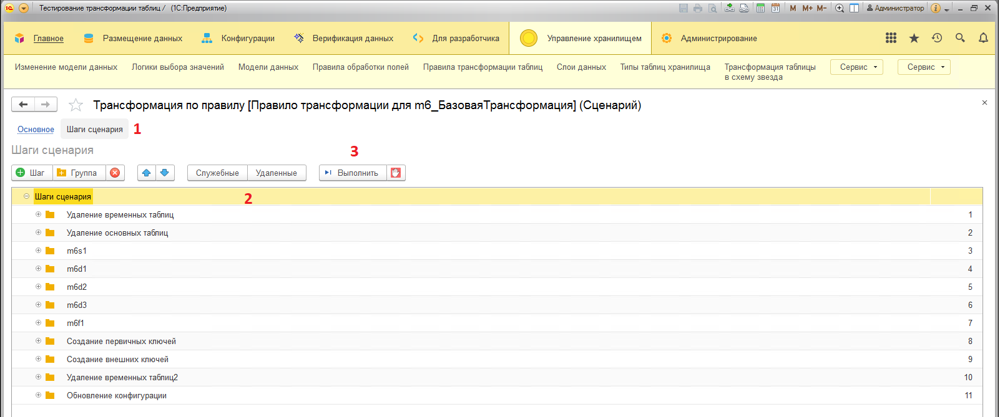 Тестирование трансформации таблиц / (1С:Предприятие)
M M+ M- Администратор
Главное Размещение данных Конфигурации Верификация данных Для разработчика Управление хранилищем Администрирование
Изменение модели данных Логики выбора значений Модели данных Правила обработки полей Правила трансформации таблиц Слои данных Типы таблиц хранилища Трансформация таблицы Сервис Сервис
в схему звезда
Трансформация по правилу [Правило трансформации для m6_БазоваяТрансформация] (Сценарий)
Основное Шаги сценария 1
Шаги сценария 3
Шаг Группа Служебные Удаленные Выполнить
Шаги сценария 2
Удаление временных таблиц 1
Удаление основных таблиц 2
m6s1 3
m6d1 4
m6d2 5
m6d3 6
m6f1 7
Создание первичных ключей 8
Создание внешних ключей 9
Удаление временных таблиц2 10
Обновление конфигурации 11